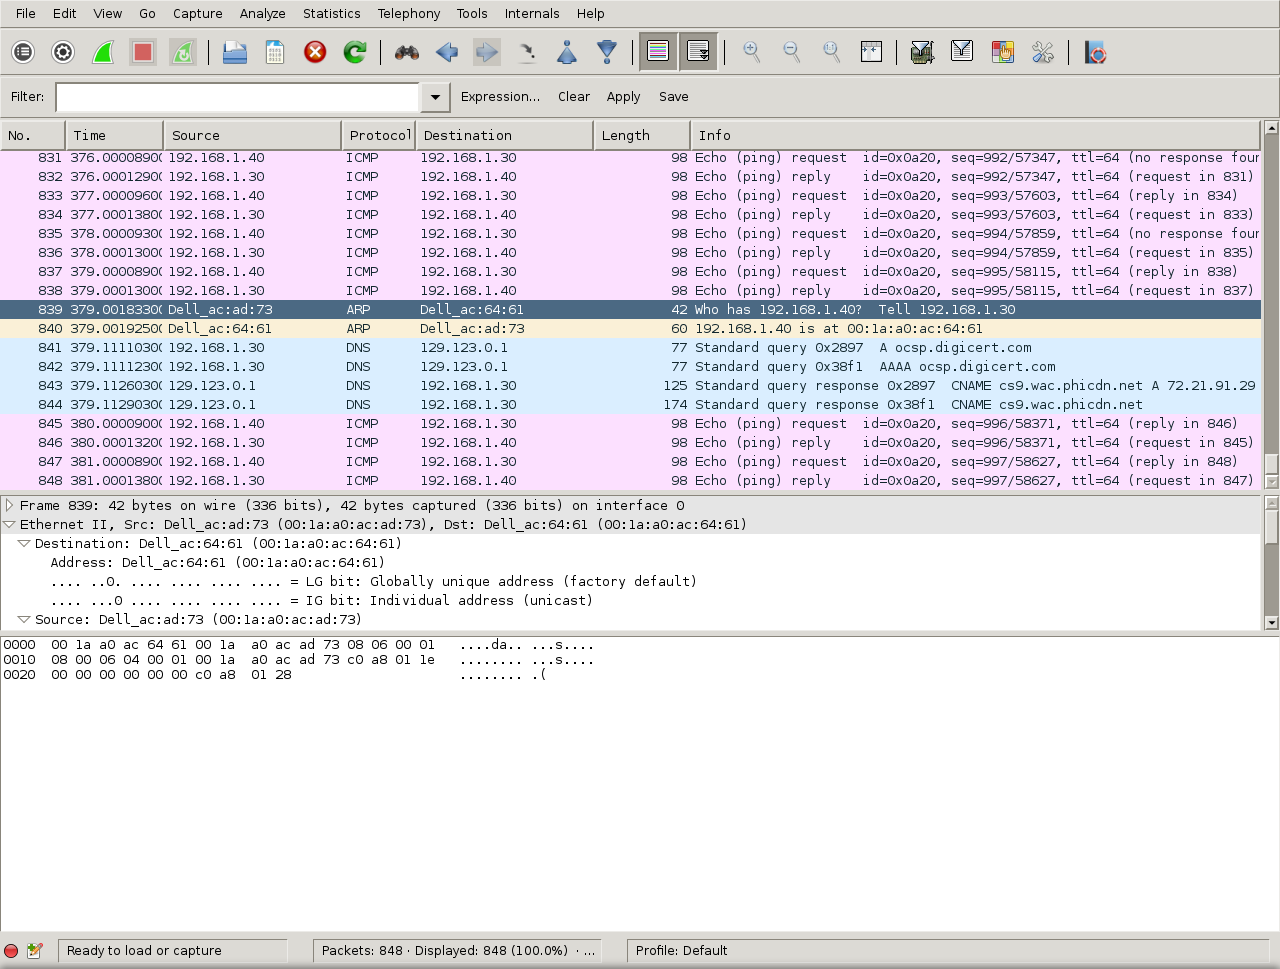 File Edit View Go Capture Analyze Statistics Telephony Tools Internals Help
Filter: Expression... Clear Apply Save
No. Time Source Protocol Destination Length Info
831 376.00008900 192.168.1.40 ICMP 192.168.1.30 98 Echo (ping) request id=0x0a20, seq=992/57347, ttl=64 (no response four
832 376.00012900 192.168.1.30 ICMP 192.168.1.40 98 Echo (ping) reply id=0x0a20, seq=992/57347, ttl=64 (request in 831)
833 377.00009600 192.168.1.40 ICMP 192.168.1.30 98 Echo (ping) request id=0x0a20, seq=993/57603, ttl=64 (reply in 834)
834 377.00013800 192.168.1.30 ICMP 192.168.1.40 98 Echo (ping) reply id=0x0a20, seq=993/57603, ttl=64 (request in 833)
835 378.00009300 192.168.1.40 ICMP 192.168.1.30 98 Echo (ping) request id=0x0a20, seq=994/57859, ttl=64 (no response four
836 378.00013000 192.168.1.30 ICMP 192.168.1.40 98 Echo (ping) reply id=0x0a20, seq=994/57859, ttl=64 (request in 835)
837 379.00008900 192.168.1.40 ICMP 192.168.1.30 98 Echo (ping) request id=0x0a20, seq=995/58115, ttl=64 (reply in 838)
838 379.00013000 192.168.1.30 ICMP 192.168.1.40 98 Echo (ping) reply id=0x0a20, seq=995/58115, ttl=64 (request in 837)
839 379.00183300 Dell_ac:ad:73 ARP Dell_ac:64:61 42 Who has 192.168.1.40? Tell 192.168.1.30
840 379.00192500 Dell_ac:64:61 ARP Dell_ac:ad:73 60 192.168.1.40 is at 00:1a:a0:ac:64:61
841 379.11110300 192.168.1.30 DNS 129.123.0.1 77 Standard query 0x2897 A ocsp.digicert.com
842 379.11112300 192.168.1.30 DNS 129.123.0.1 77 Standard query 0x38f1 AAAA ocsp.digicert.com
843 379.11260300 129.123.0.1 DNS 192.168.1.30 125 Standard query response 0x2897 CNAME cs9.wac.phicdn.net A 72.21.91.29
844 379.11290300 129.123.0.1 DNS 192.168.1.30 174 Standard query response 0x38f1 CNAME cs9.wac.phicdn.net
845 380.00009000 192.168.1.40 ICMP 192.168.1.30 98 Echo (ping) request id=0x0a20, seq=996/58371, ttl=64 (reply in 846)
846 380.00013200 192.168.1.30 ICMP 192.168.1.40 98 Echo (ping) reply id=0x0a20, seq=996/58371, ttl=64 (request in 845)
847 381.00008900 192.168.1.40 ICMP 192.168.1.30 98 Echo (ping) request id=0x0a20, seq=997/58627, ttl=64 (reply in 848)
848 381.00013800 192.168.1.30 ICMP 192.168.1.40 98 Echo (ping) reply id=0x0a20, seq=997/58627, ttl=64 (request in 847)
Frame 839: 42 bytes on wire (336 bits), 42 bytes captured (336 bits) on interface 0
Ethernet II, Src: Dell_ac:ad:73 (00:1a:a0:ac:ad:73), Dst: Dell_ac:64:61 (00:1a:a0:ac:64:61)
Destination: Dell_ac:64:61 (00:1a:a0:ac:64:61)
Address: Dell_ac:64:61 (00:1a:a0:ac:64:61)
.... ..0. .... .... .... .... = LG bit: Globally unique address (factory default)
.... ...0 .... .... .... .... = IG bit: Individual address (unicast)
Source: Dell_ac:ad:73 (00:1a:a0:ac:ad:73)
0000 00 1a a0 ac 64 61 00 1a a0 ac ad 73 08 06 00 01 ....da.. ...s....
0010 08 00 06 04 00 01 00 1a a0 ac ad 73 c0 a8 01 1e ........ ...s....
0020 00 00 00 00 00 00 c0 a8 01 28 ........ .(
Ready to load or capture Packets: 848 · Displayed: 848 (100.0%) · ... Profile: Default